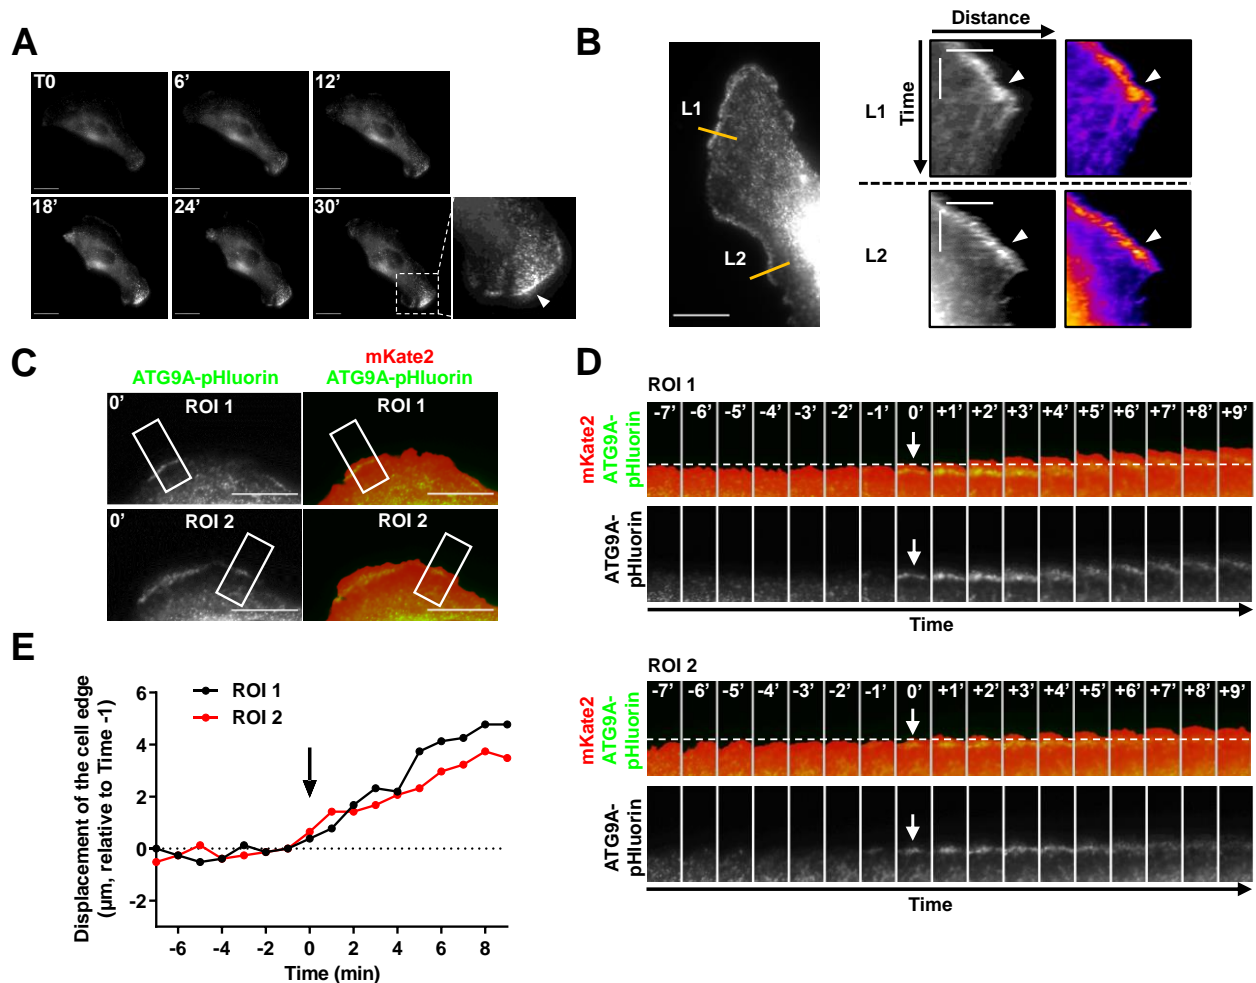 A
T0
6’
12’
18’
24’
30’
B
L1
L2
Distance
Time
L1
L2
C
ATG9A-pHluorin
mKate2
ATG9A-pHluorin
0’
ROI 1
ROI 1
0’
ROI 2
ROI 2
D
ROI 1
mKate2
ATG9A-
pHluorin
-7’ -6’ -5’ -4’ -3’ -2’ -1’ 0’ +1’ +2’ +3’ +4’ +5’ +6’ +7’ +8’ +9’
ATG9A-
pHluorin
Time
ROI 2
mKate2
ATG9A-
pHluorin
-7’ -6’ -5’ -4’ -3’ -2’ -1’ 0’ +1’ +2’ +3’ +4’ +5’ +6’ +7’ +8’ +9’
ATG9A-
pHluorin
Time
E
Displacement of the cell edge
(µm, relative to Time -1)
6
4
2
0
-2
ROI 1
ROI 2
-6 -4 -2 0 2 4 6 8
Time (min)